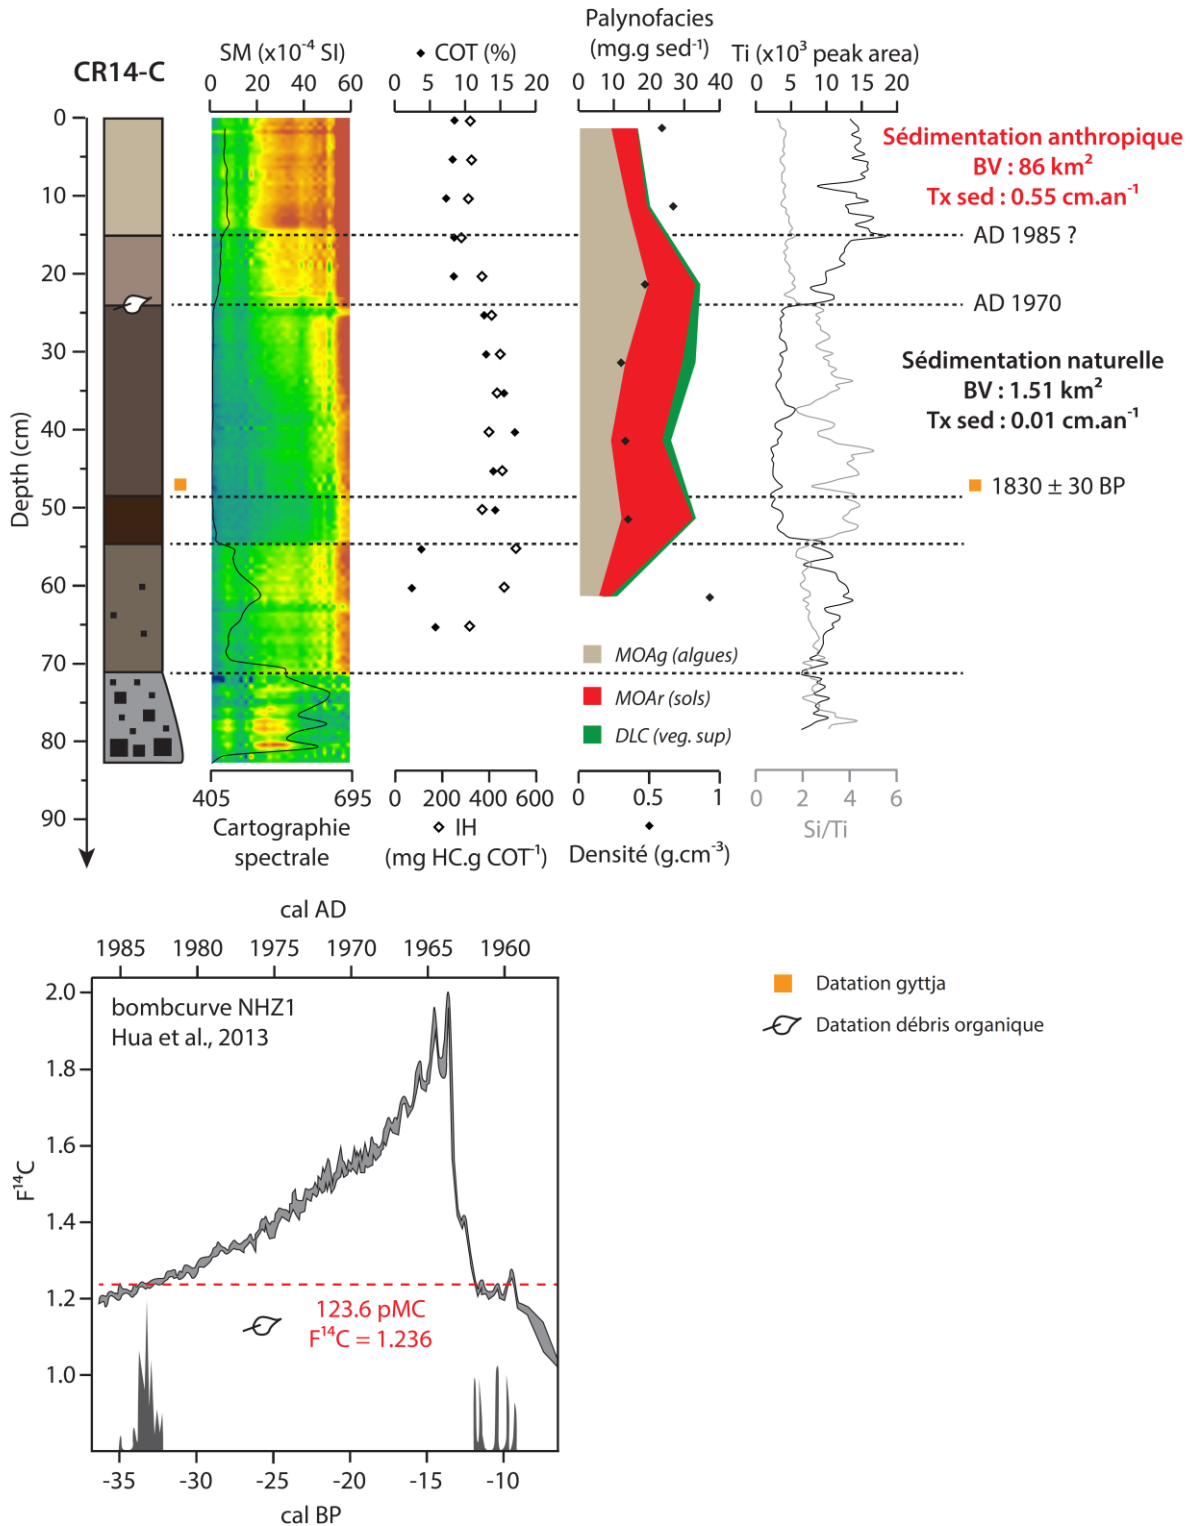 CR14-C
SM (x10⁻⁴ SI)
0 20 40 60
◆ COT (%)
0 5 10 15 20
Palynofacies
(mg.g sed⁻¹)
0 10 20 30 40
Ti (x10³ peak area)
0 5 10 15 20
Depth (cm)
0
10
20
30
40
50
60
70
80
90
Sédimentation anthropique
BV : 86 km²
Tx sed : 0.55 cm.an⁻¹
AD 1985 ?
AD 1970
Sédimentation naturelle
BV : 1.51 km²
Tx sed : 0.01 cm.an⁻¹
1830 ± 30 BP
MOAg (algues)
MOAr (sols)
DLC (veg. sup)
405 695
Cartographie
spectrale
0 200 400 600
◇ IH
(mg HC.g COT⁻¹)
0 0.5 1
◆
Densité (g.cm⁻³)
0 2 4 6
Si/Ti
cal AD
1985 1980 1975 1970 1965 1960
bombcurve NHZ1
Hua et al., 2013
F¹⁴C
2.0
1.8
1.6
1.4
1.2
1.0
123.6 pMC
F¹⁴C = 1.236
-35 -30 -25 -20 -15 -10
cal BP
Datation gyttja
Datation débris organique